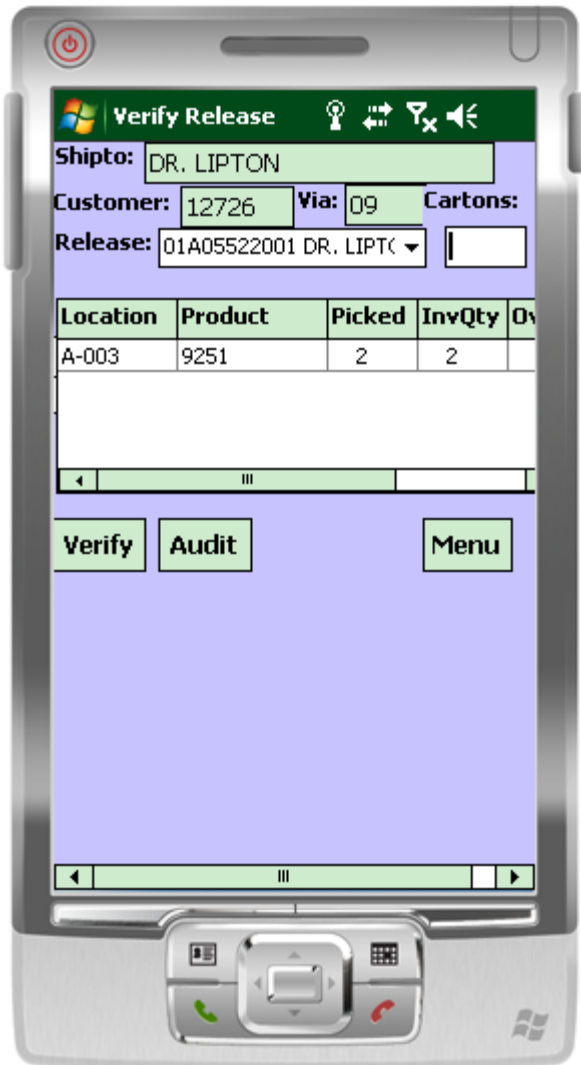 Verify Release
Shipto: DR. LIPTON
Customer: 12726 Via: 09 Cartons:
Release: 01A05522001 DR. LIPT(
Location Product Picked InvQty Ov
A-003 9251 2 2
Verify Audit Menu